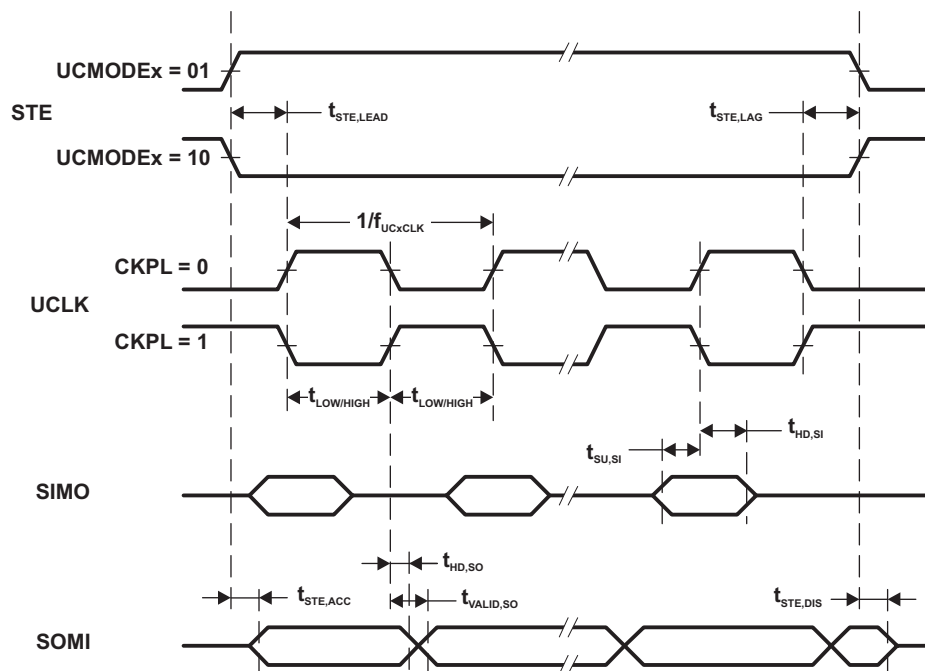 UCMODEx = 01
STE
tSTE,LEAD
tSTE,LAG
UCMODEx = 10
1/fUCxCLK
CKPL = 0
UCLK
CKPL = 1
tLOW/HIGH
tLOW/HIGH
tHD,SI
tSU,SI
SIMO
tHD,SO
tSTE,ACC
tVALID,SO
tSTE,DIS
SOMI